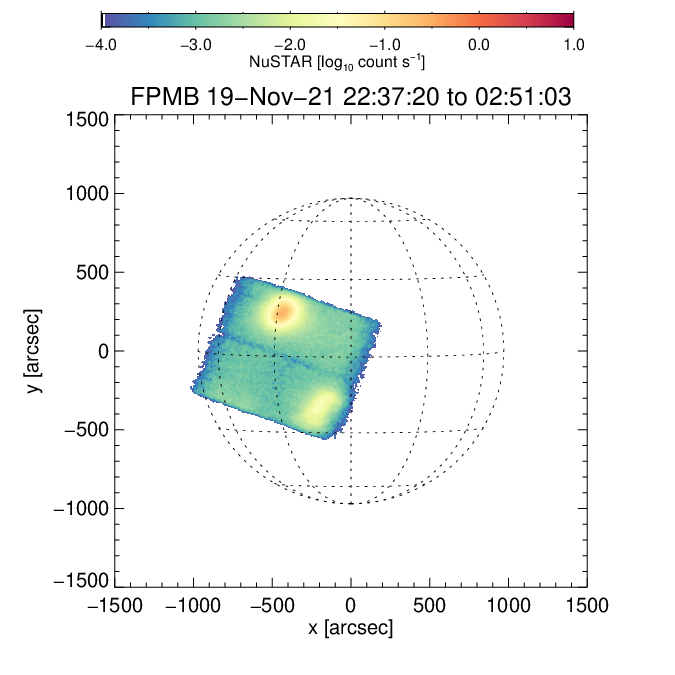 −4.0 −3.0 −2.0 −1.0 0.0 1.0
NuSTAR [log₁₀ count s⁻¹]
FPMB 19−Nov−21 22:37:20 to 02:51:03
1500
1000
500
0
−500
−1000
−1500
y [arcsec]
−1500 −1000 −500 0 500 1000 1500
x [arcsec]